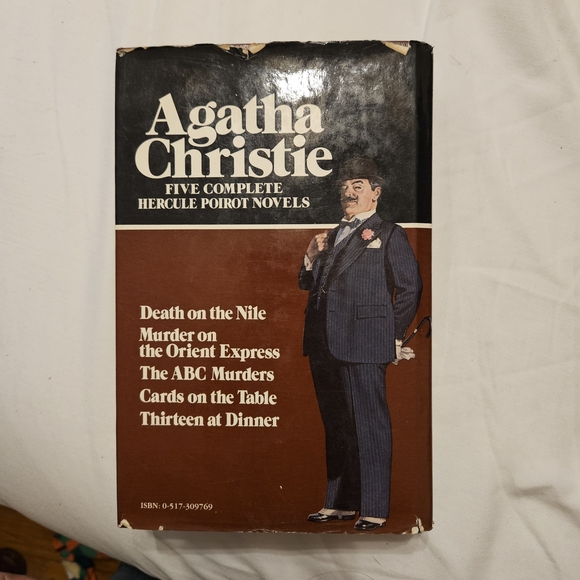 Agatha
Christie
FIVE COMPLETE
HERCULE POIROT NOVELS
Death on the Nile
Murder on
the Orient Express
The ABC Murders
Cards on the Table
Thirteen at Dinner
ISBN: 0-517-309769